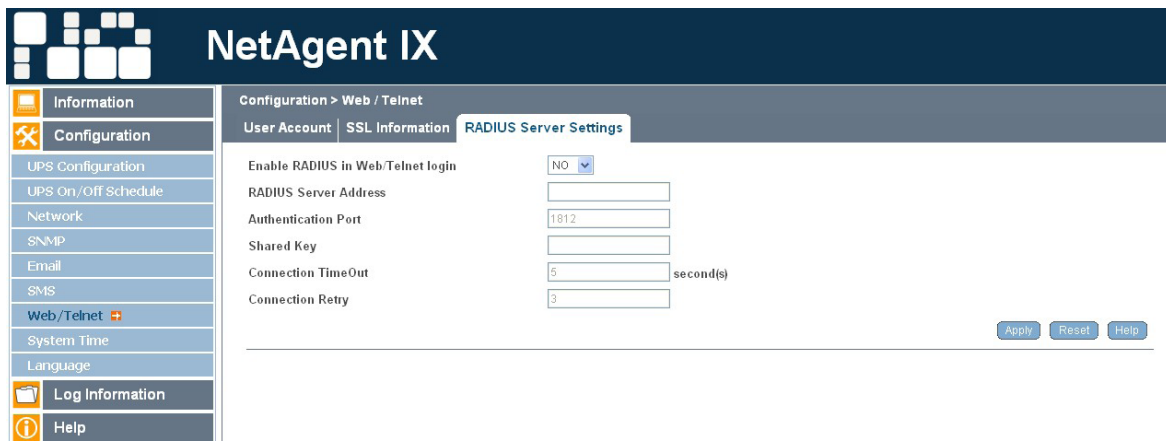 NetAgent IX
Information
Configuration
UPS Configuration
UPS On/Off Schedule
Network
SNMP
Email
SMS
Web/Telnet
System Time
Language
Log Information
Help
Configuration > Web / Telnet
User Account | SSL Information RADIUS Server Settings
Enable RADIUS in Web/Telnet login NO
RADIUS Server Address
Authentication Port 1812
Shared Key
Connection TimeOut 5 second(s)
Connection Retry 3
Apply Reset Help